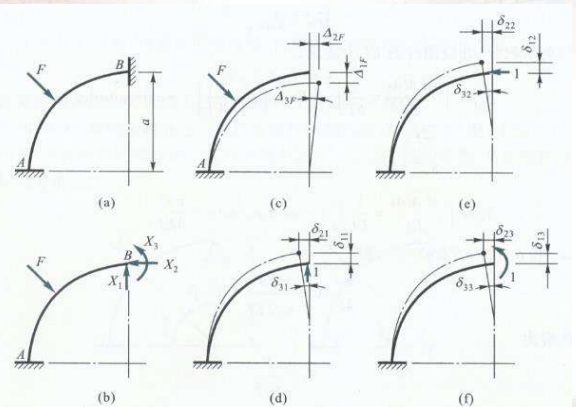 F
B
A
a
(a)
Δ₂F
Δ₁F
F
Δ₃F
A
(c)
δ₂₂
δ₁₂
1
δ₃₂
(e)
F
X₃
B
X₂
X₁
A
(b)
δ₂₁
δ₁₁
1
δ₃₁
(d)
δ₂₃
δ₁₃
1
δ₃₃
(f)